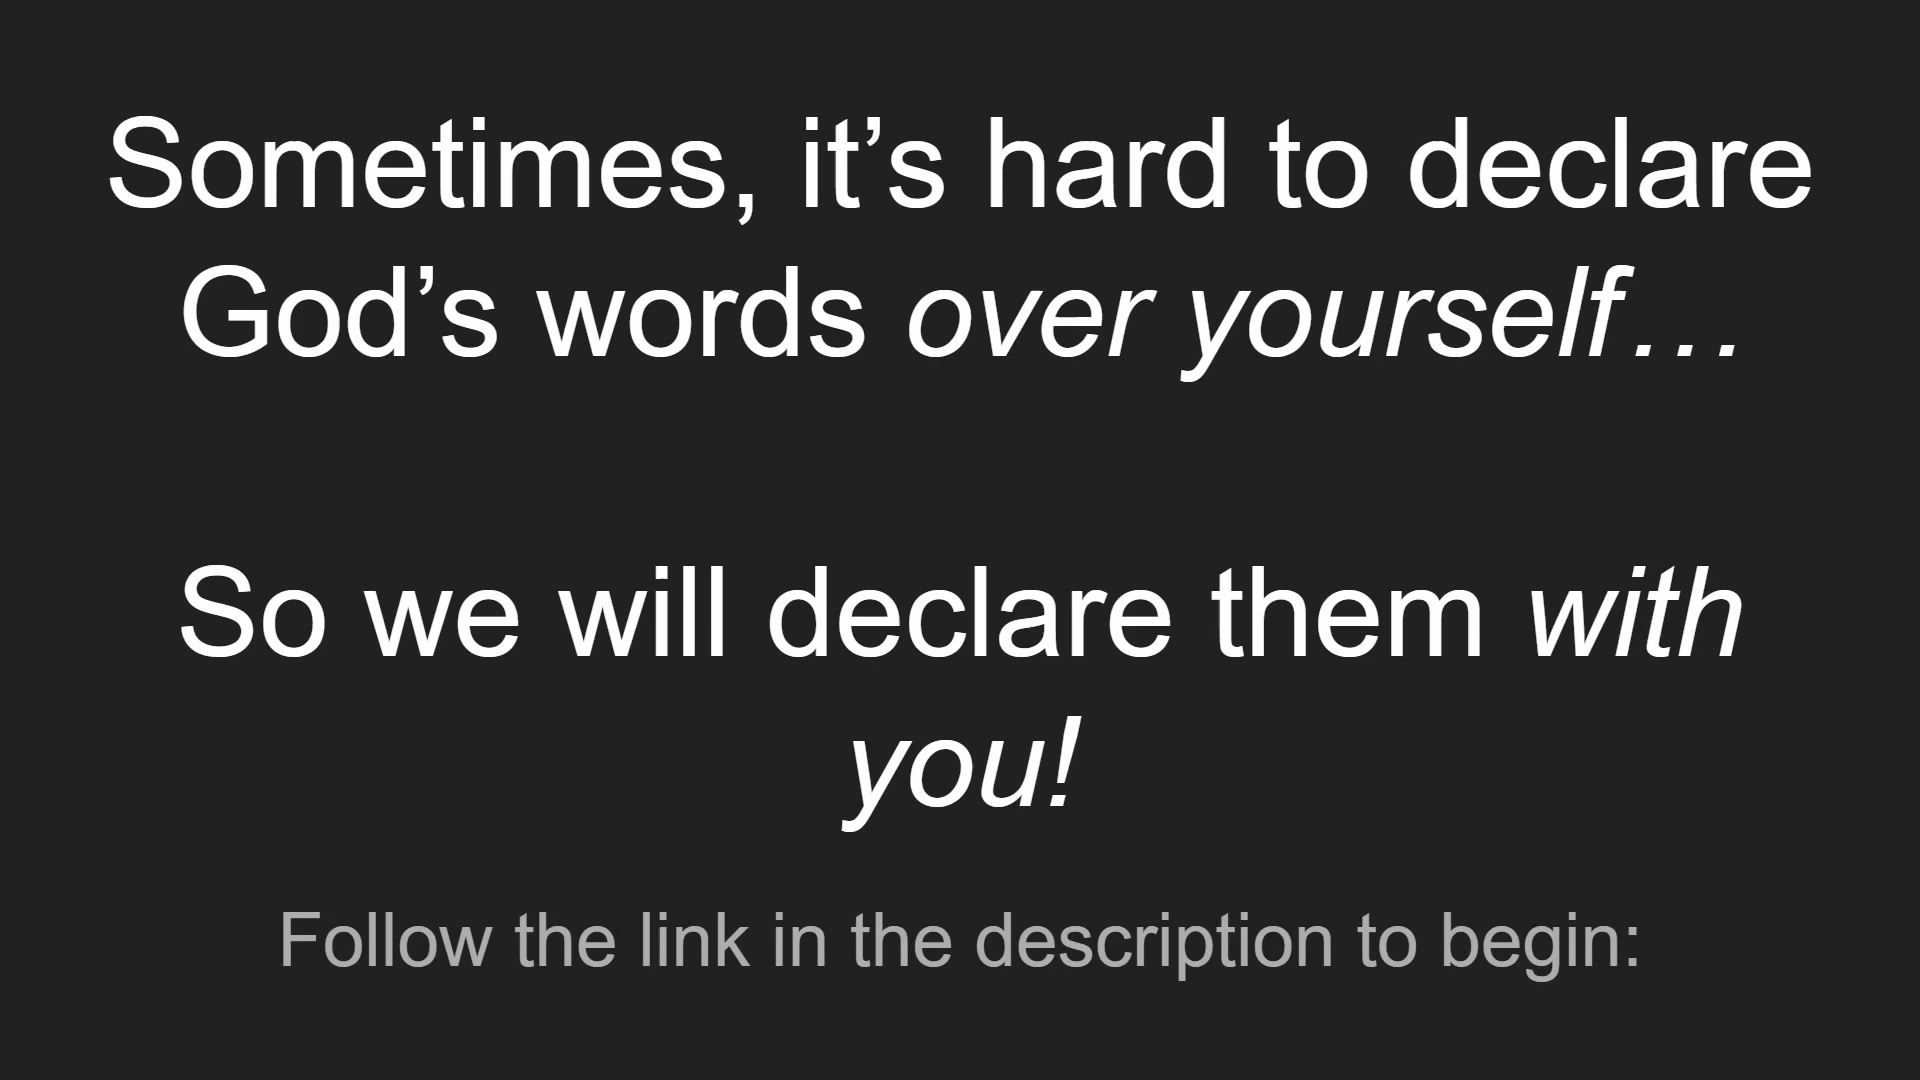 Sometimes, it’s hard to declare
God’s words over yourself…
So we will declare them with
you!
Follow the link in the description to begin: